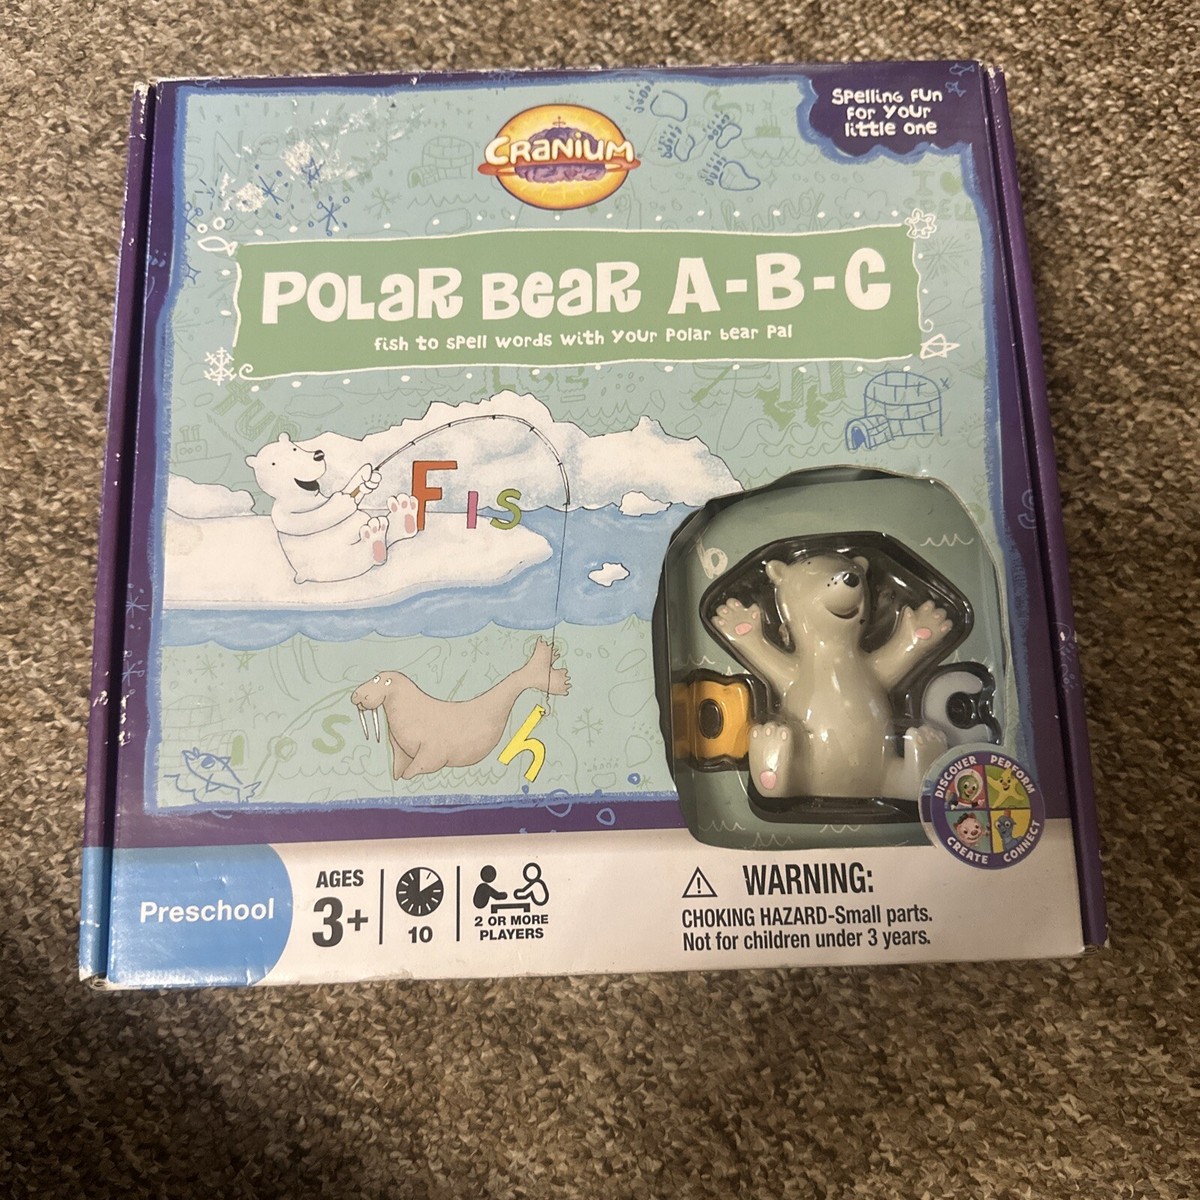 Spelling fun
for your
little one
CRANIUM
I
SPELL
POLAR BEAR A-B-C
fish to spell words with your polar bear pal
F I S
h
l o s
b
DISCOVER PERFORM
CREATE CONNECT
Preschool
AGES
3+
10
2 OR MORE
PLAYERS
WARNING:
CHOKING HAZARD-Small parts.
Not for children under 3 years.